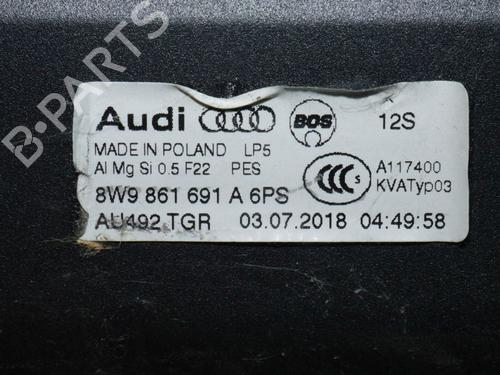 B-PARTS
Audi BOS 12S
MADE IN POLAND LP5
Al Mg Si 0.5 F22 PES
CCC S
A117400
KVATyp03
8W9 861 691 A 6PS
AU492.TGR 03.07.2018 04:49:58